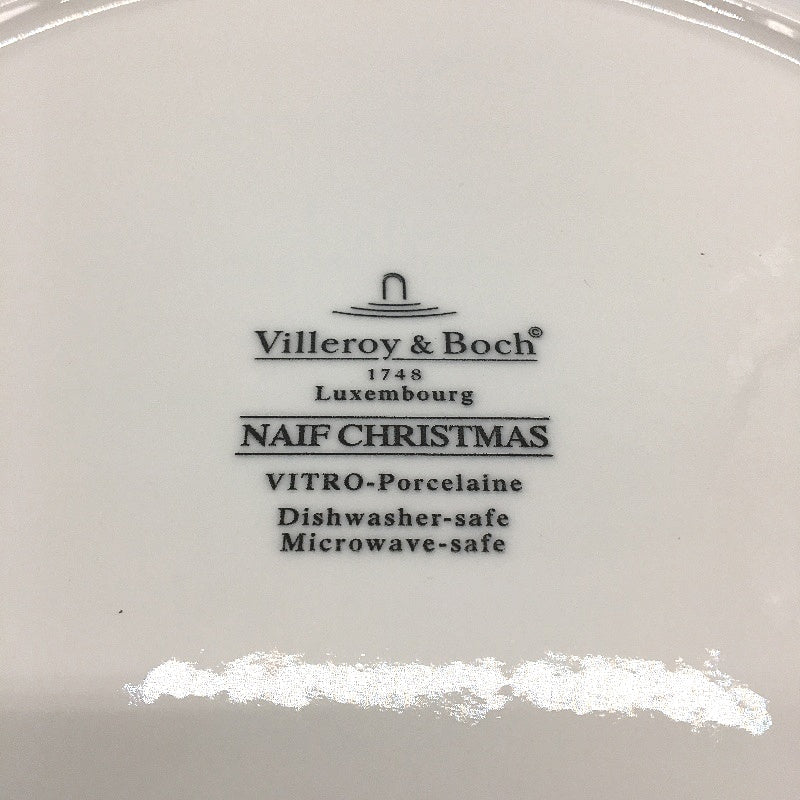 Villeroy & Boch©
1748
Luxembourg
NAIF CHRISTMAS
VITRO-Porcelaine
Dishwasher-safe
Microwave-safe